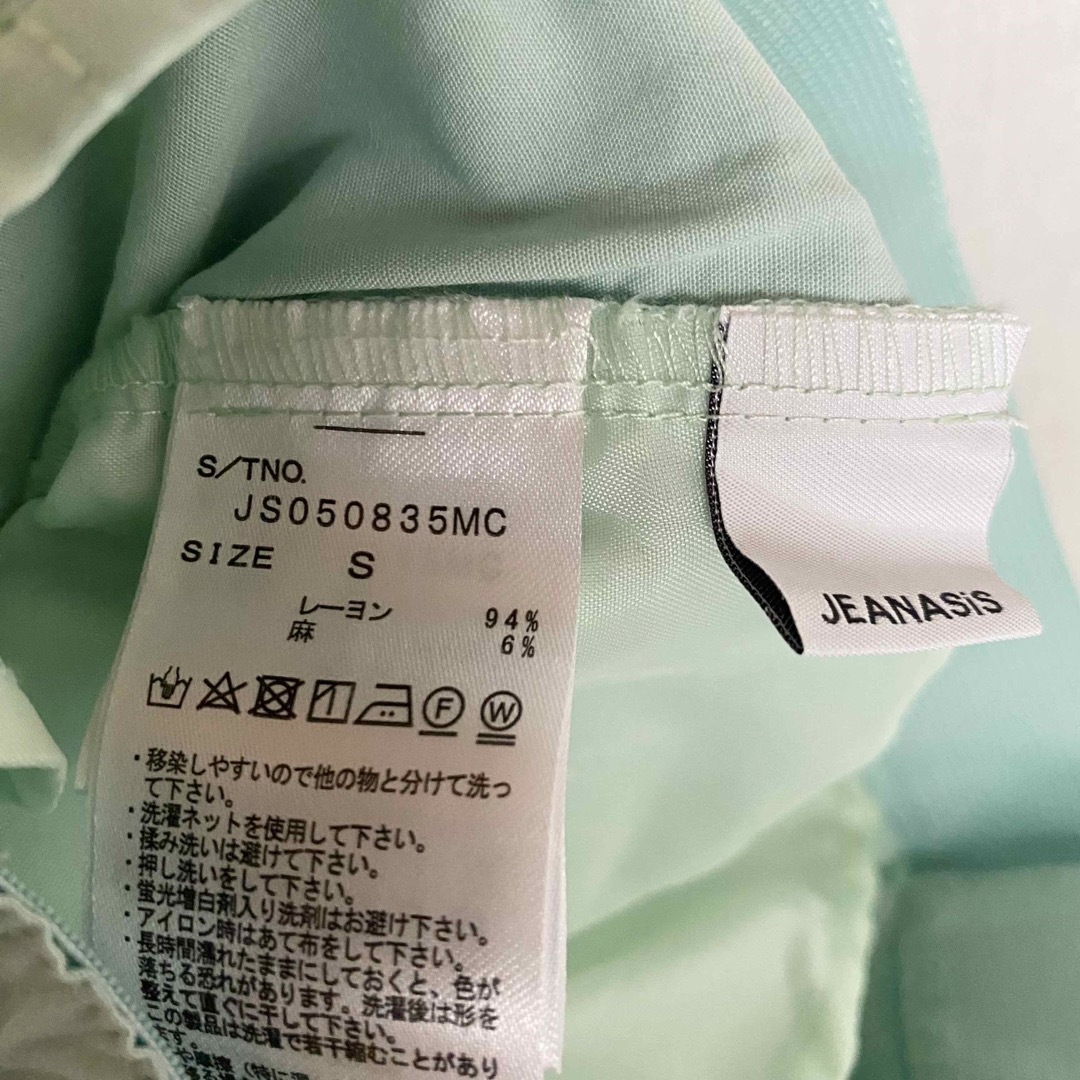 S/TNO.
JS050835MC
SIZE S
レーヨン 94%
麻 6%
F W
・移染しやすいので他の物と分けて洗っ
て下さい。
・洗濯ネットを使用して下さい。
・揉み洗いは避けて下さい。
・押し洗いをして下さい。
・蛍光増白剤入り洗剤はお避け下さい。
・アイロン時はあて布をして下さい。
・長時間濡れたままにしておくと、色が
落ちる恐れがあります。洗濯後は形を
整えて直ぐに干して下さい。
この製品は洗濯で若干縮むことがあり
ます。
や摩擦（特に湿
JEANASiS